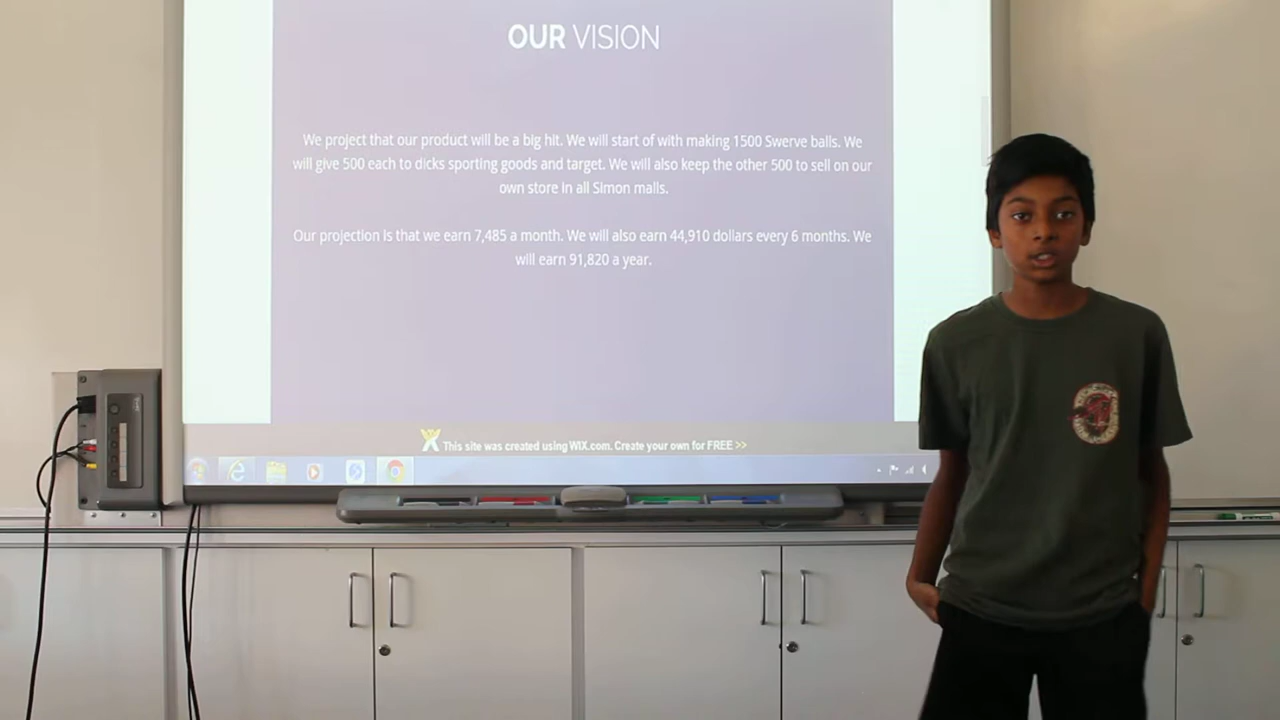 OUR VISION
We project that our product will be a big hit. We will start of with making 1500 Swerve balls. We
will give 500 each to dicks sporting goods and target. We will also keep the other 500 to sell on our
own store in all Simon malls.
Our projection is that we earn 7,485 a month. We will also earn 44,910 dollars every 6 months. We
will earn 91,820 a year.
This site was created using WIX.com. Create your own for FREE >>